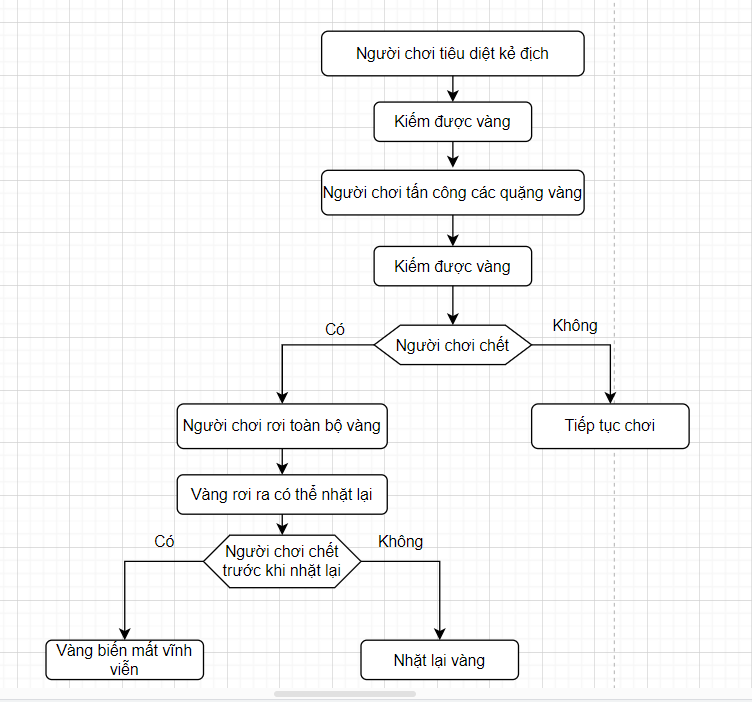 Người chơi tiêu diệt kẻ địch
Kiếm được vàng
Người chơi tấn công các quặng vàng
Kiếm được vàng
Có
Không
Người chơi chết
Người chơi rơi toàn bộ vàng
Tiếp tục chơi
Vàng rơi ra có thể nhặt lại
Có
Không
Người chơi chết
trước khi nhặt lại
Vàng biến mất vĩnh
viễn
Nhặt lại vàng